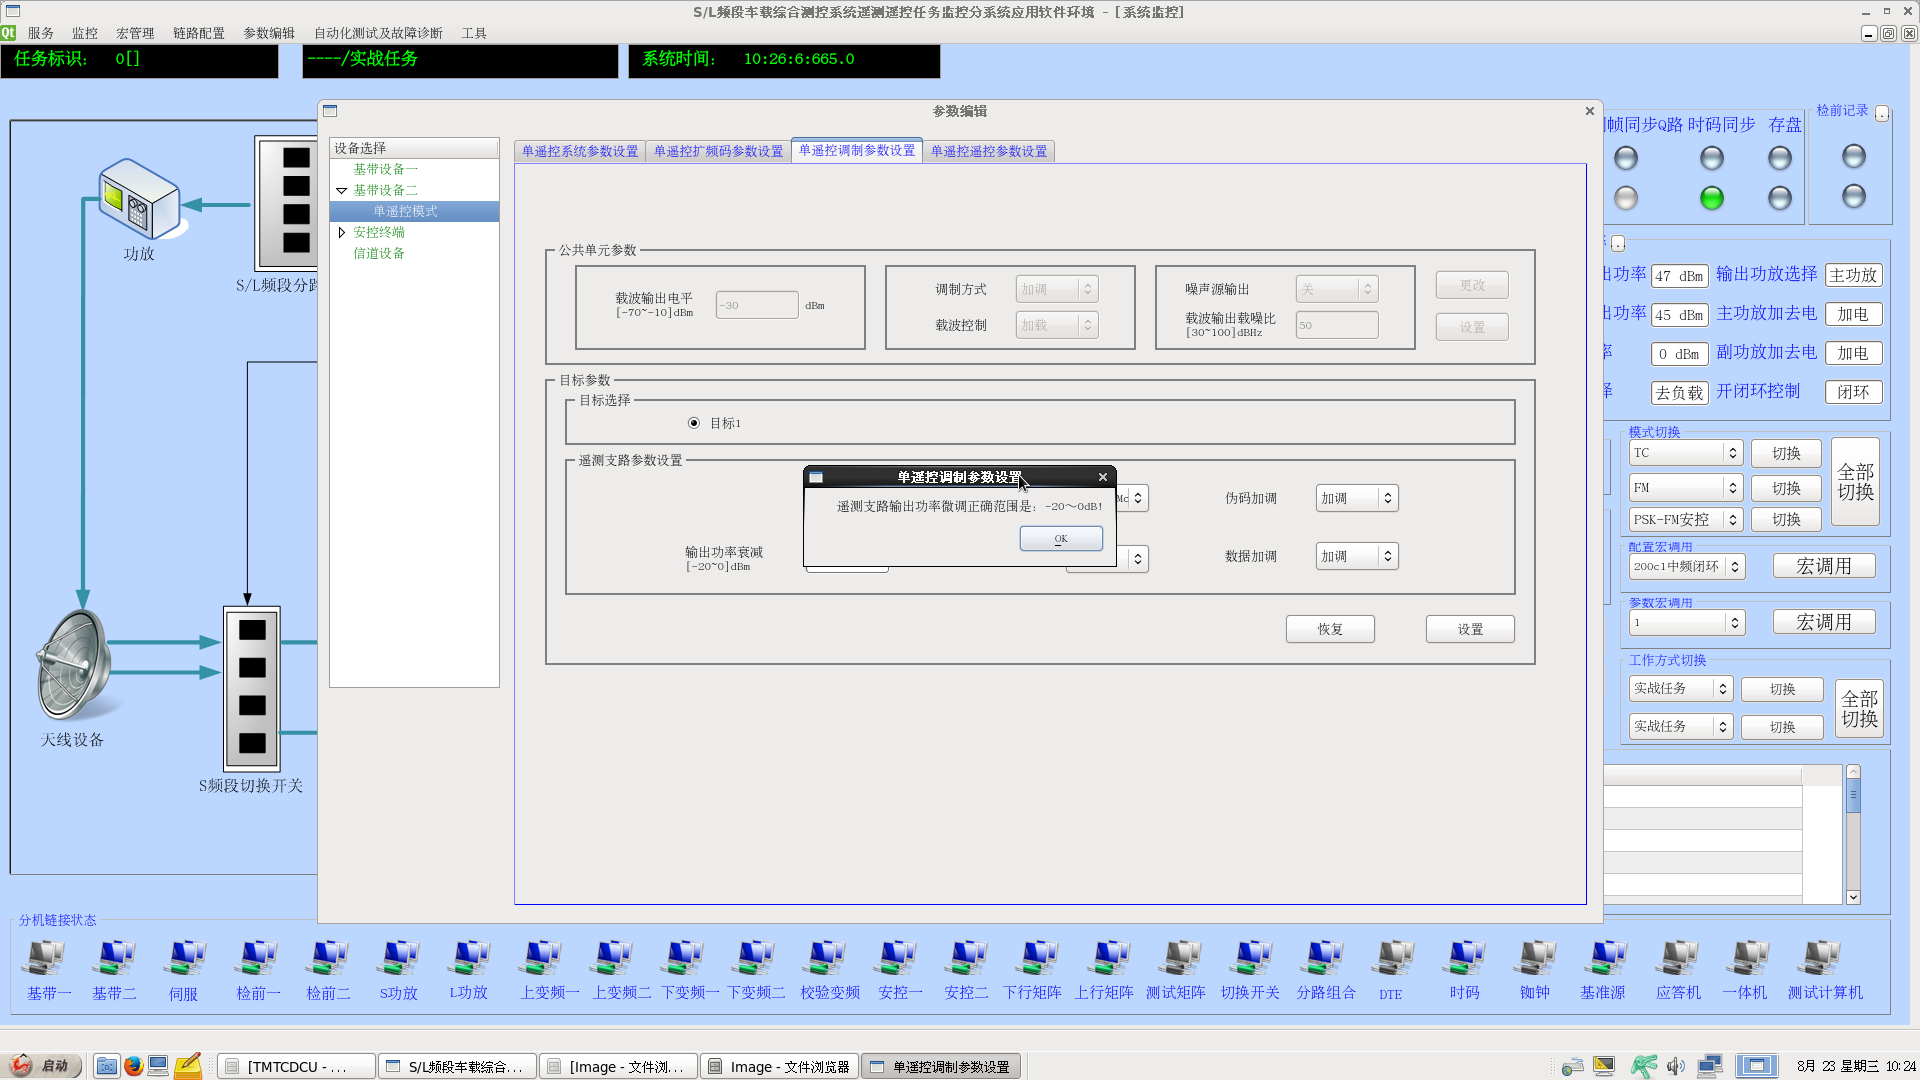 S/L频段车载综合测控系统遥测遥控任务监控分系统应用软件环境 - [系统监控]
服务 监控 宏管理 链路配置 参数编辑 自动化测试及故障诊断 工具
任务标识: 0[]
----/实战任务
系统时间: 10:26:6:665.0
参数编辑
设备选择
基带设备一
基带设备二
单遥控模式
安控终端
信道设备
单遥控系统参数设置 单遥控扩频码参数设置 单遥控调制参数设置 单遥控遥控参数设置
公共单元参数
载波输出电平
[-70~-10]dBm
-30
dBm
调制方式 加调
载波控制 加载
噪声源输出 关
载波输出载噪比
[30~100]dBHz
50
更改
设置
目标参数
目标选择
目标1
遥测支路参数设置
伪码加调 加调
输出功率衰减
[-20~0]dBm
数据加调 加调
恢复 设置
单遥控调制参数设置
遥测支路输出功率微调正确范围是: -20～0dB!
OK
功放
S/L频段分路
天线设备
S频段切换开关
帧同步Q路 时码同步 存盘
检前记录
出功率 47 dBm 输出功放选择 主功放
出功率 45 dBm 主功放加去电 加电
率 0 dBm 副功放加去电 加电
择 去负载 开闭环控制 闭环
模式切换
TC 切换
FM 切换
PSK-FM安控 切换
全部切换
配置宏调用
200c1中频闭环 宏调用
参数宏调用
1 宏调用
工作方式切换
实战任务 切换
实战任务 切换
全部切换
分机链接状态
基带一 基带二 伺服 检前一 检前二 S功放 L功放 上变频一 上变频二 下变频一 下变频二 校验变频 安控一 安控二 下行矩阵 上行矩阵 测试矩阵 切换开关 分路组合 DTE 时码 铷钟 基准源 应答机 一体机 测试计算机
启动
[TMTCDCU - ...
S/L频段车载综合...
[Image - 文件浏...
Image - 文件浏览器
单遥控调制参数设置
8月 23 星期三 10:24